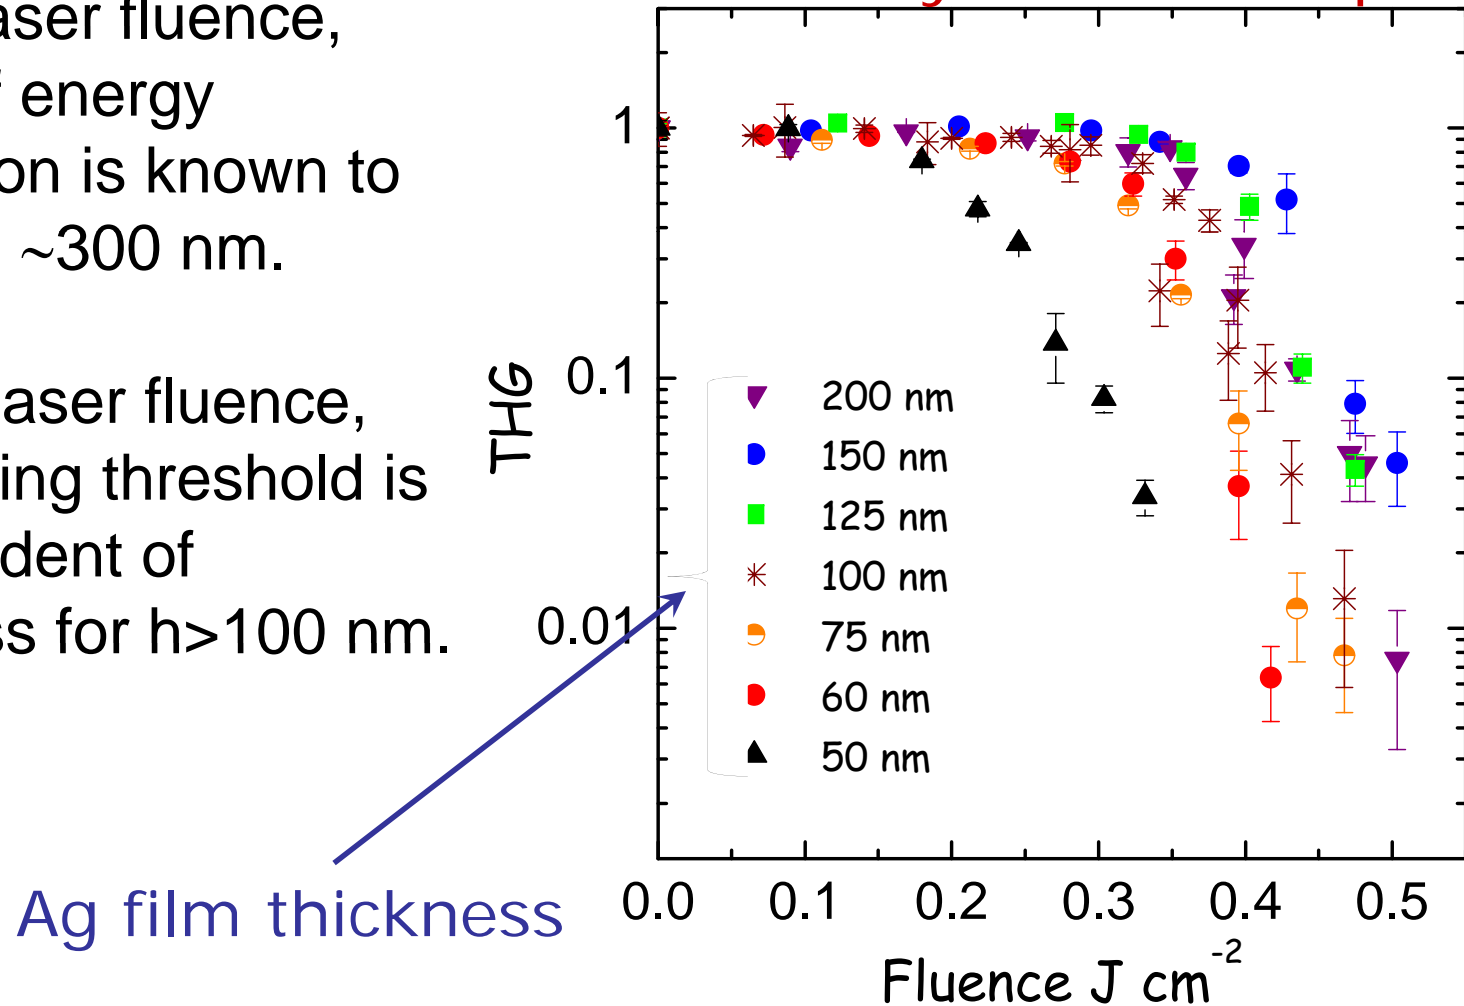 aser fluence,
energy
on is known to
~300 nm.
aser fluence,
ing threshold is
dent of
ss for h>100 nm.
Ag film thickness
THG
1
0.1
0.01
200 nm
150 nm
125 nm
100 nm
75 nm
60 nm
50 nm
0.0 0.1 0.2 0.3 0.4 0.5
Fluence J cm-2